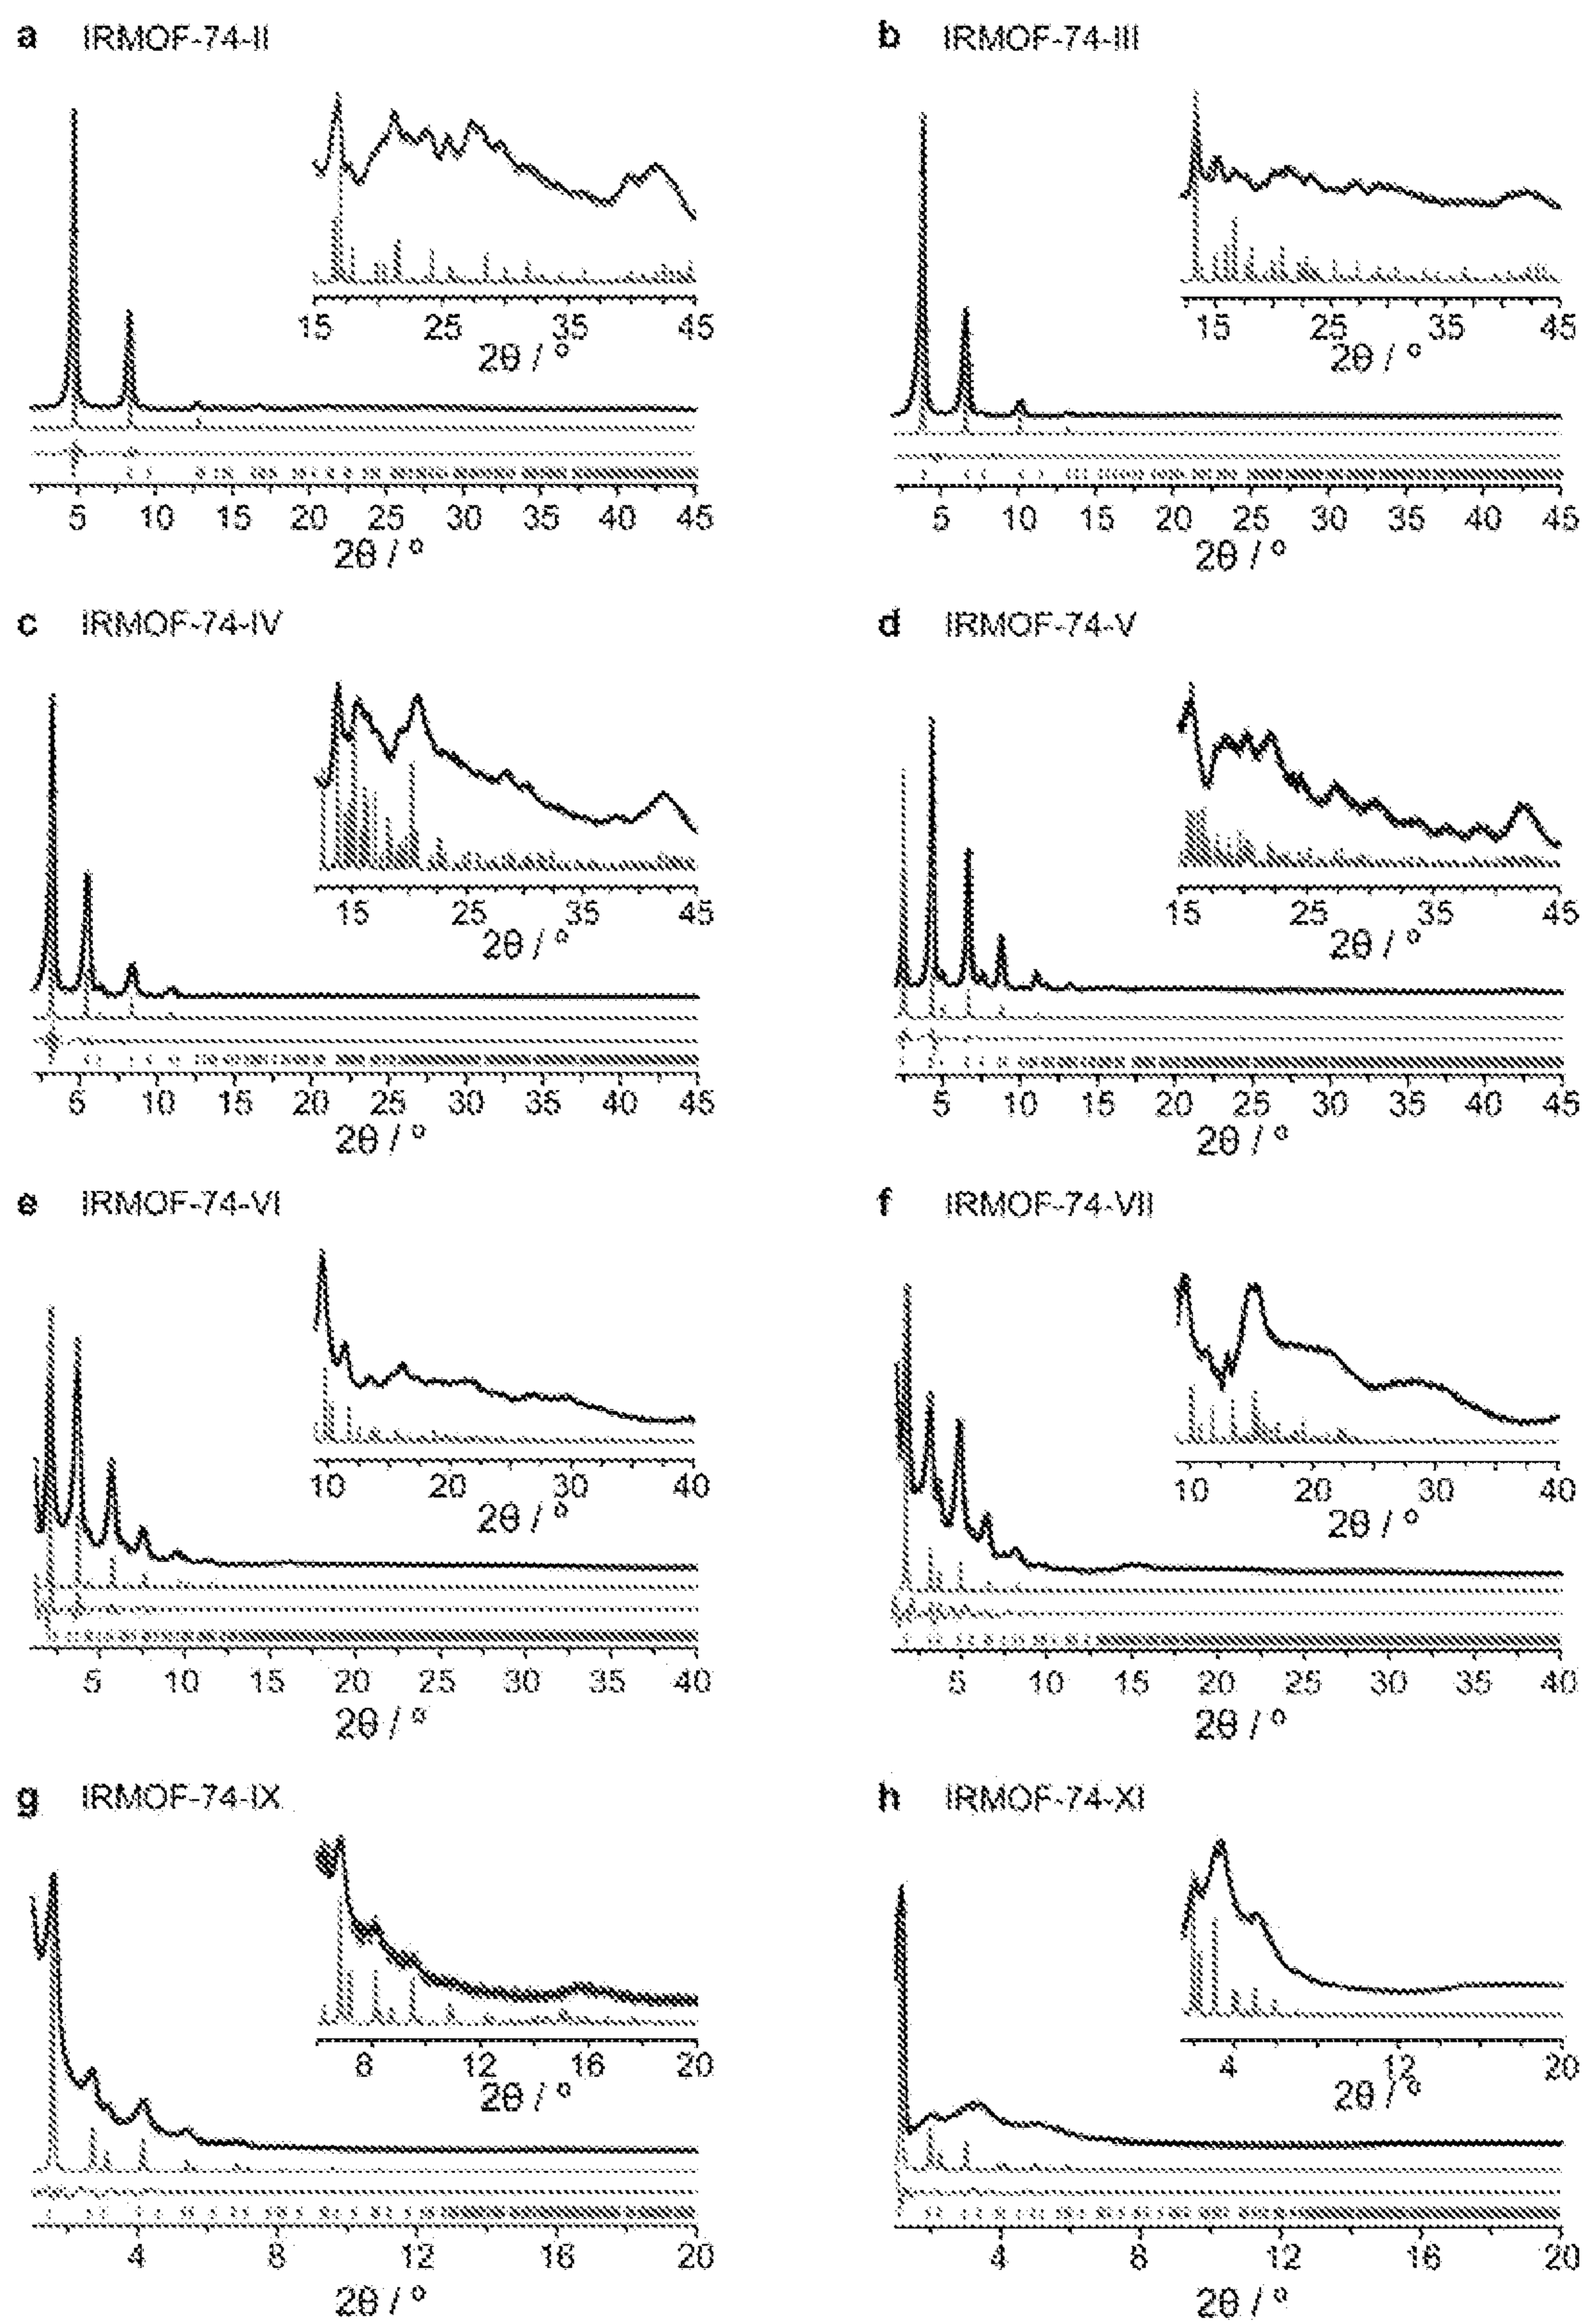 a IRMOF-74-II
15 25 35 45
2θ / °
5 10 15 20 25 30 35 40 45
2θ / °
b IRMOF-74-III
15 25 35 45
2θ / °
5 10 15 20 25 30 35 40 45
2θ / °
c IRMOF-74-IV
15 25 35 45
2θ / °
5 10 15 20 25 30 35 40 45
2θ / °
d IRMOF-74-V
15 25 35 45
2θ / °
5 10 15 20 25 30 35 40 45
2θ / °
e IRMOF-74-VI
10 20 30 40
2θ / °
5 10 15 20 25 30 35 40
2θ / °
f IRMOF-74-VII
10 20 30 40
2θ / °
5 10 15 20 25 30 35 40
2θ / °
g IRMOF-74-IX
8 12 16 20
2θ / °
4 8 12 16 20
2θ / °
h IRMOF-74-XI
4 12 20
2θ / °
4 8 12 16 20
2θ / °